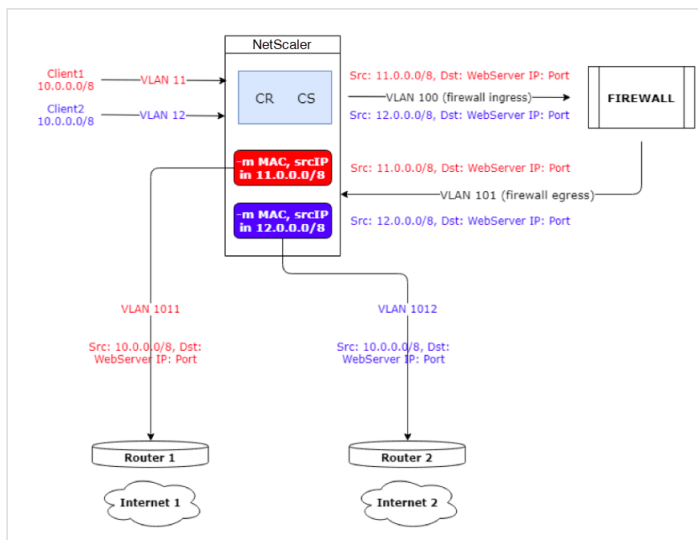 NetScaler
Client1
10.0.0.0/8
VLAN 11
Client2
10.0.0.0/8
VLAN 12
CR CS
Src: 11.0.0.0/8, Dst: WebServer IP: Port
VLAN 100 (firewall ingress)
Src: 12.0.0.0/8, Dst: WebServer IP: Port
FIREWALL
-m MAC, srcIP
in 11.0.0.0/8
Src: 11.0.0.0/8, Dst: WebServer IP: Port
VLAN 101 (firewall egress)
Src: 12.0.0.0/8, Dst: WebServer IP: Port
-m MAC, srcIP
in 12.0.0.0/8
VLAN 1011
Src: 10.0.0.0/8, Dst:
WebServer IP: Port
VLAN 1012
Src: 10.0.0.0/8, Dst:
WebServer IP: Port
Router 1
Router 2
Internet 1
Internet 2